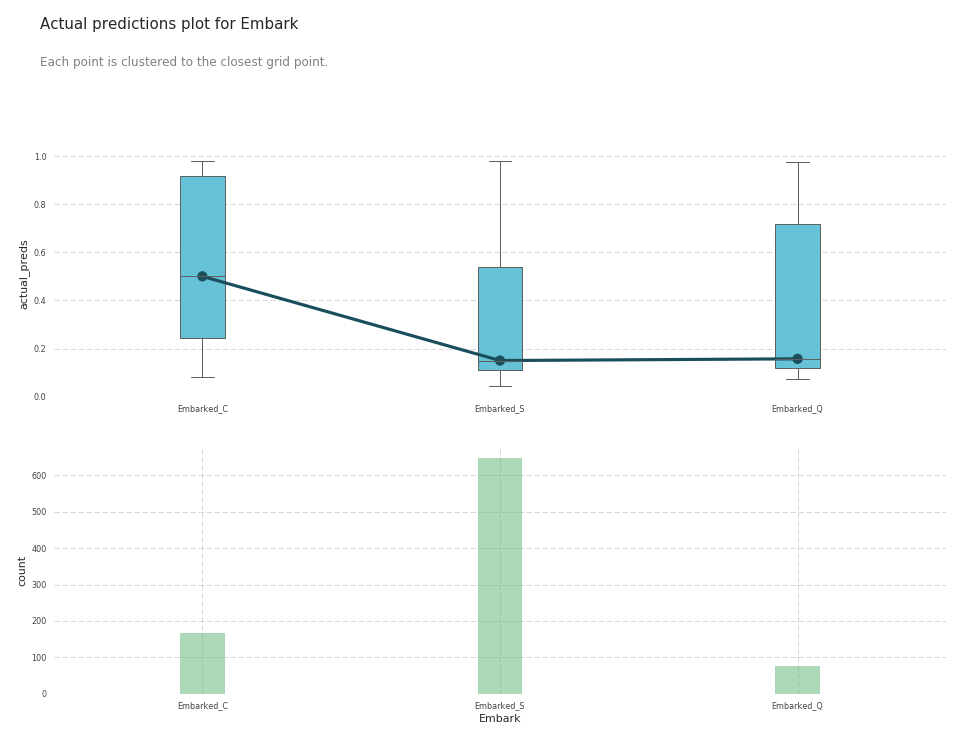 Actual predictions plot for Embark
Each point is clustered to the closest grid point.
1.0
0.8
0.6
0.4
0.2
0.0
actual_preds
Embarked_C
Embarked_S
Embarked_Q
600
500
400
300
200
100
0
count
Embarked_C
Embarked_S
Embarked_Q
Embark